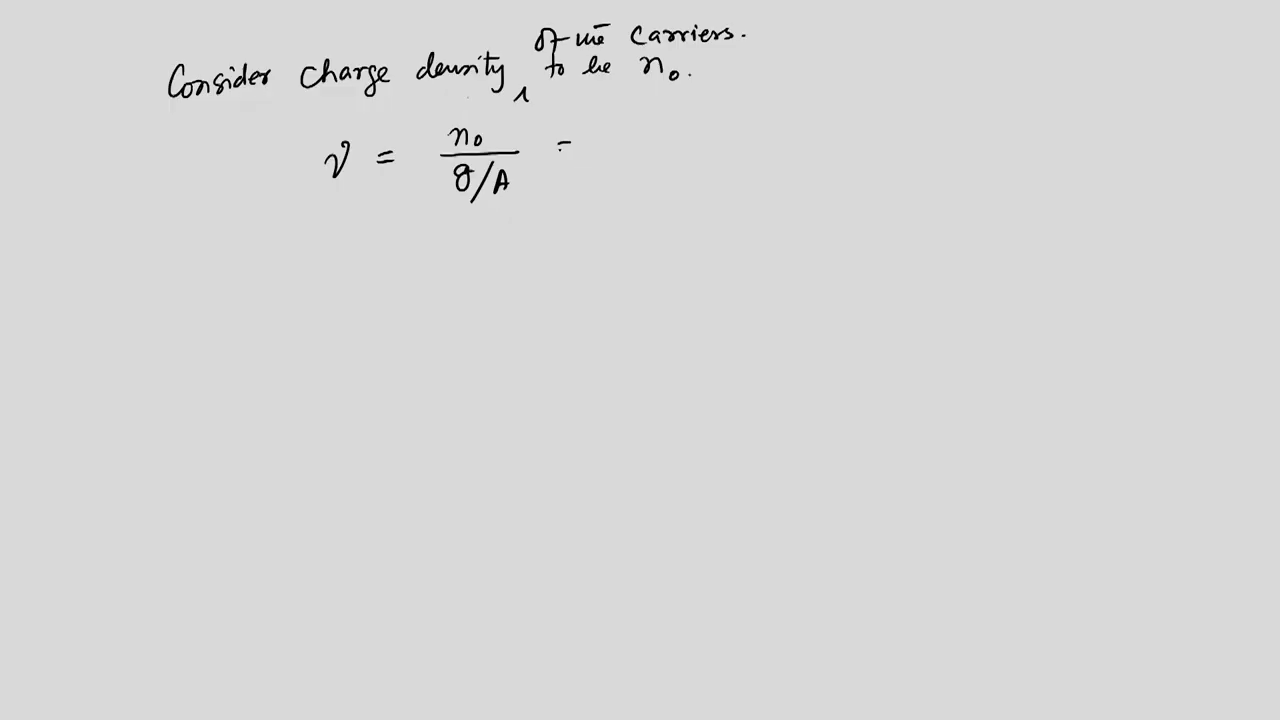 Consider charge density of the carriers. to be n₀.
ν = n₀ / g/A =